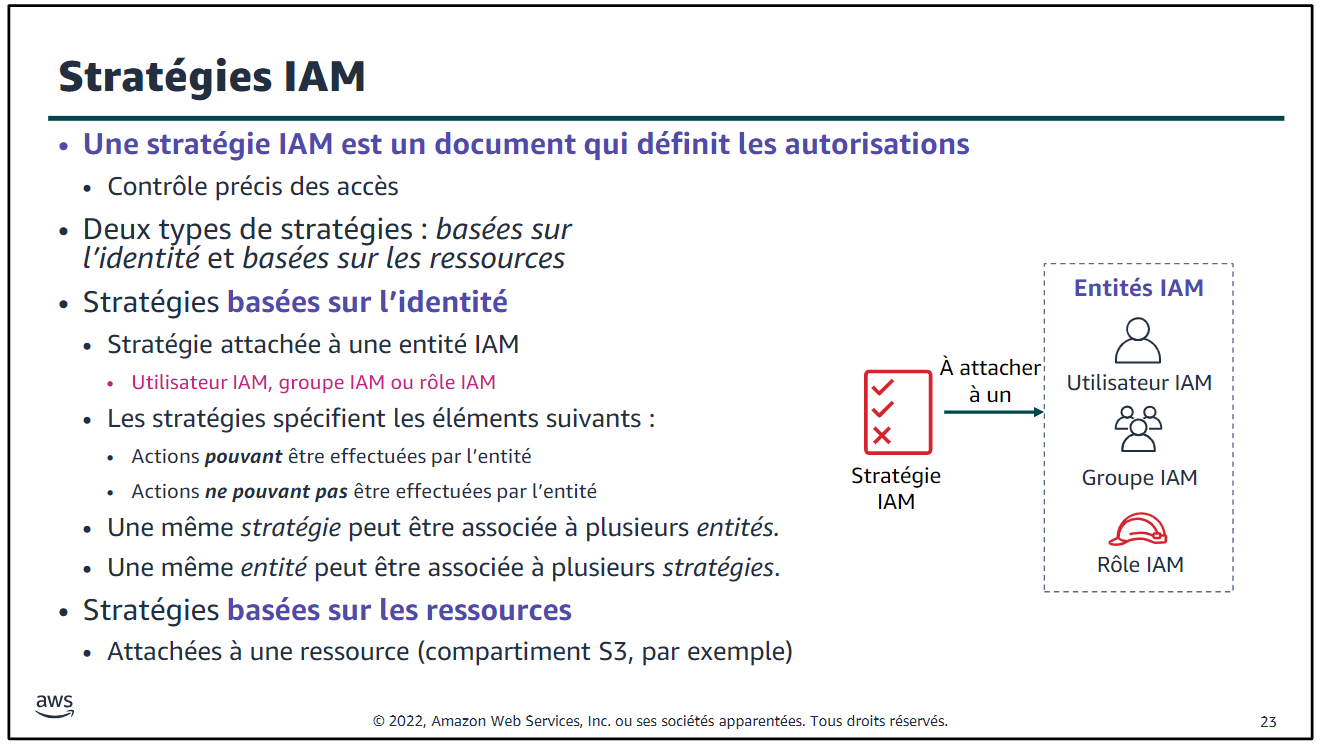 Stratégies IAM
• Une stratégie IAM est un document qui définit les autorisations
• Contrôle précis des accès
• Deux types de stratégies : basées sur
l’identité et basées sur les ressources
• Stratégies basées sur l’identité
• Stratégie attachée à une entité IAM
• Utilisateur IAM, groupe IAM ou rôle IAM
• Les stratégies spécifient les éléments suivants :
• Actions pouvant être effectuées par l’entité
• Actions ne pouvant pas être effectuées par l’entité
• Une même stratégie peut être associée à plusieurs entités.
• Une même entité peut être associée à plusieurs stratégies.
• Stratégies basées sur les ressources
• Attachées à une ressource (compartiment S3, par exemple)
Stratégie
IAM
À attacher
à un
Entités IAM
Utilisateur IAM
Groupe IAM
Rôle IAM
aws
© 2022, Amazon Web Services, Inc. ou ses sociétés apparentées. Tous droits réservés.
23